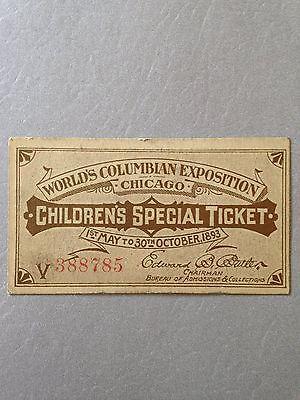 WORLD'S COLUMBIAN EXPOSITION
CHICAGO
CHILDREN'S SPECIAL TICKET
1ST MAY TO 30TH OCTOBER, 1893
V 388785
Edward B. Butler
CHAIRMAN
BUREAU OF ADMISSIONS & COLLECTIONS